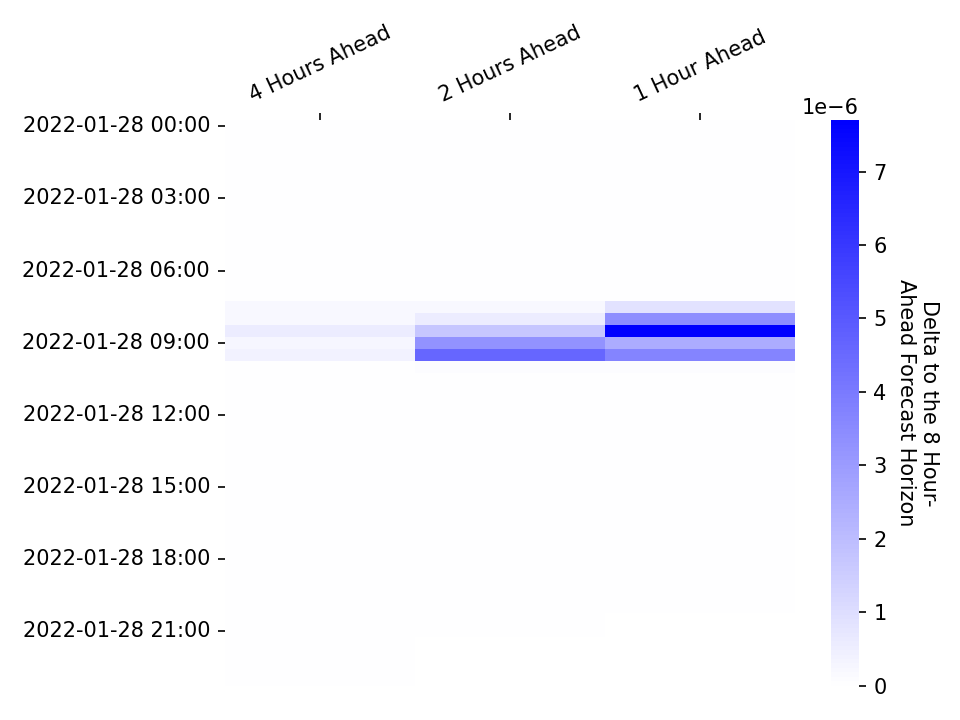 4 Hours Ahead
2 Hours Ahead
1 Hour Ahead
1e−6
2022-01-28 00:00
2022-01-28 03:00
2022-01-28 06:00
2022-01-28 09:00
2022-01-28 12:00
2022-01-28 15:00
2022-01-28 18:00
2022-01-28 21:00
7
6
5
4
3
2
1
0
Delta to the 8 Hour-
Ahead Forecast Horizon